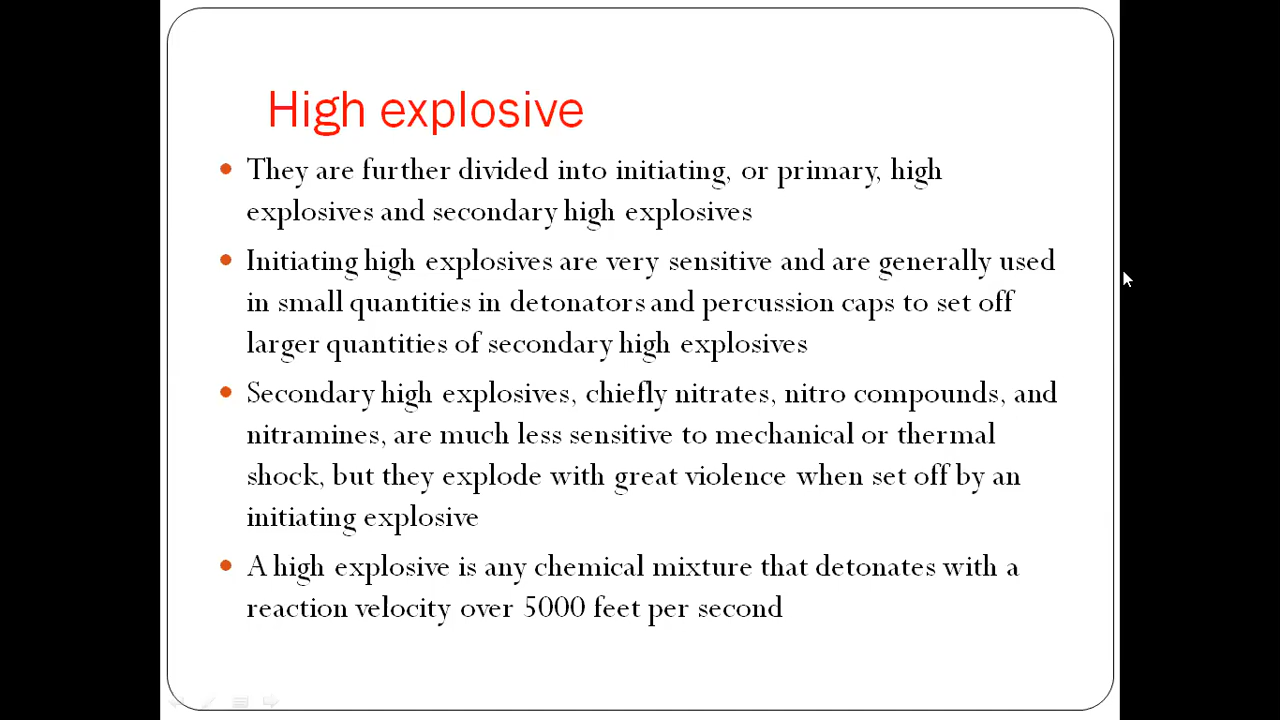 High explosive
They are further divided into initiating, or primary, high
explosives and secondary high explosives
Initiating high explosives are very sensitive and are generally used
in small quantities in detonators and percussion caps to set off
larger quantities of secondary high explosives
Secondary high explosives, chiefly nitrates, nitro compounds, and
nitramines, are much less sensitive to mechanical or thermal
shock, but they explode with great violence when set off by an
initiating explosive
A high explosive is any chemical mixture that detonates with a
reaction velocity over 5000 feet per second